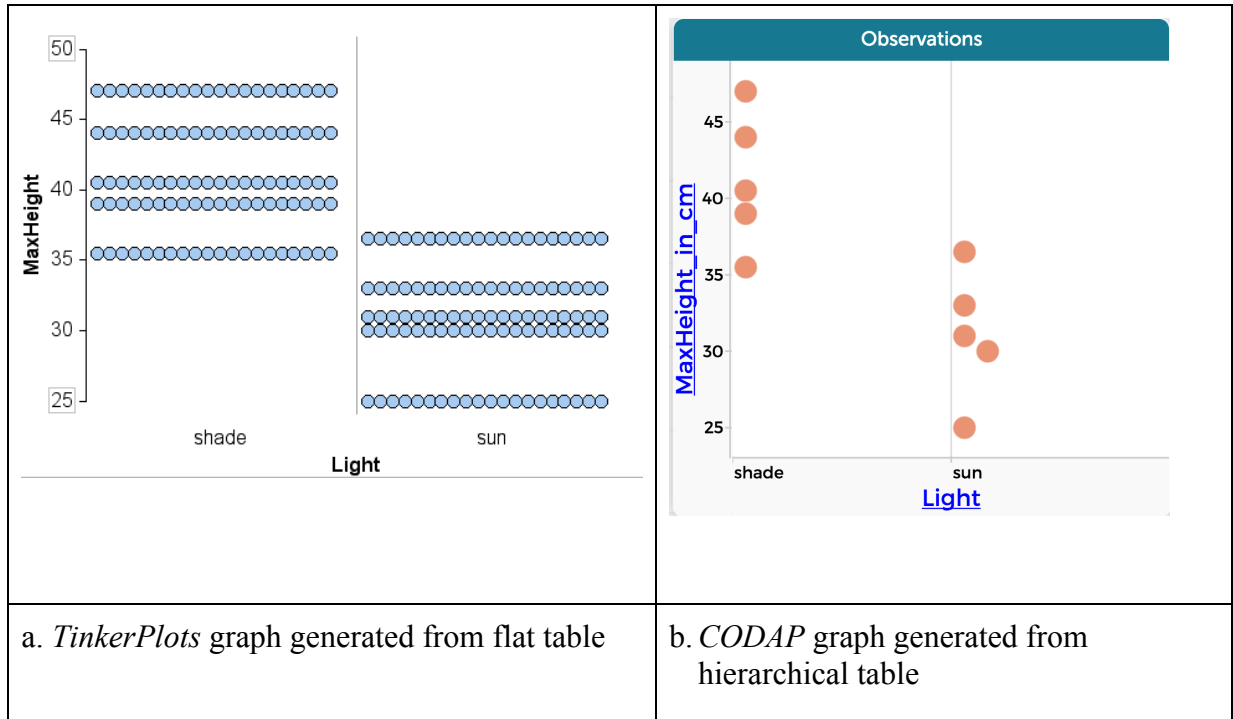 50
45
40
35
30
25
MaxHeight
shade
sun
Light
Observations
45
40
35
30
25
MaxHeight_in_cm
shade
sun
Light
a. TinkerPlots graph generated from flat table
b. CODAP graph generated from
hierarchical table